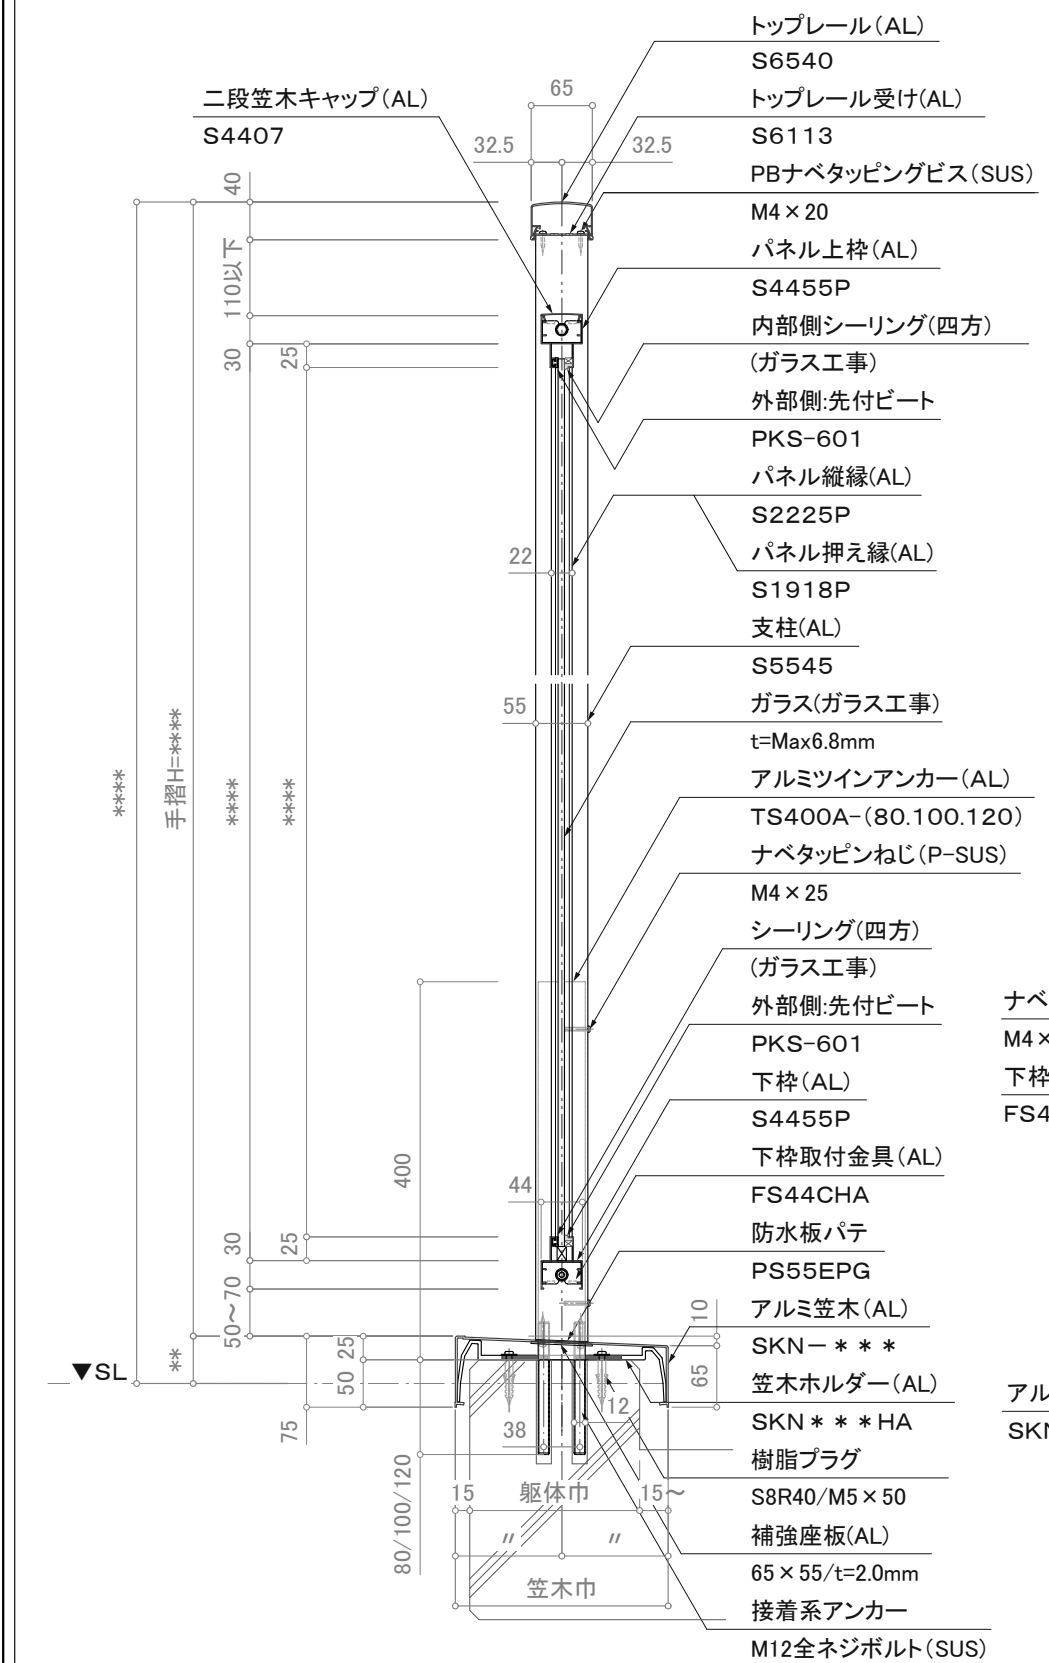 トップレール(AL)
S6540
二段笠木キャップ(AL)
S4407
65
トップレール受け(AL)
S6113
32.5
32.5
PBナベタッピングビス(SUS)
M4×20
40
パネル上枠(AL)
S4455P
110以下
内部側シーリング(四方)
(ガラス工事)
30
25
外部側:先付ビート
PKS-601
パネル縦縁(AL)
S2225P
22
パネル押え縁(AL)
S1918P
支柱(AL)
S5545
55
ガラス(ガラス工事)
t=Max6.8mm
****
手摺H=****
****
****
アルミツインアンカー(AL)
TS400A-(80.100.120)
ナベタッピンねじ(P-SUS)
M4×25
シーリング(四方)
(ガラス工事)
外部側:先付ビート
PKS-601
ナベ
M4×
下枠
FS4
下枠(AL)
S4455P
400
下枠取付金具(AL)
FS44CHA
44
防水板パテ
PS55EPG
30
25
50~70
アルミ笠木(AL)
SKN-***
10
25
▼SL
**
50
65
笠木ホルダー(AL)
SKN***HA
アル
SKN
75
12
38
樹脂プラグ
S8R40/M5×50
80/100/120
15
躯体巾
15~
補強座板(AL)
65×55/t=2.0mm
〃
〃
笠木巾
接着系アンカー
M12全ネジボルト(SUS)